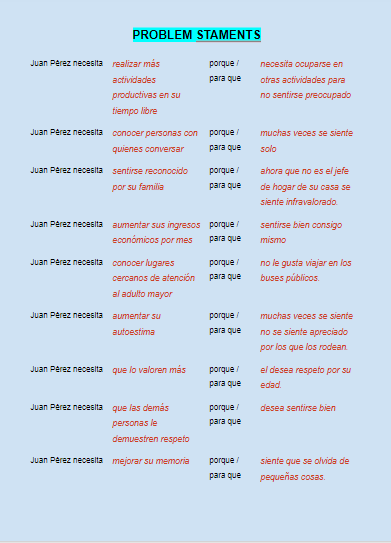 PROBLEM STAMENTS
Juan Pérez necesita realizar más porque / necesita ocuparse en
actividades para que otras actividades para
productivas en su no sentirse preocupado
tiempo libre
Juan Pérez necesita conocer personas con porque / muchas veces se siente
quienes conversar para que solo
Juan Pérez necesita sentirse reconocido porque / ahora que no es el jefe
por su familia para que de hogar de su casa se
siente infravalorado.
Juan Pérez necesita aumentar sus ingresos porque / sentirse bien consigo
económicos por mes para que mismo
Juan Pérez necesita conocer lugares porque / no le gusta viajar en los
cercanos de atención para que buses públicos.
al adulto mayor
Juan Pérez necesita aumentar su porque / muchas veces se siente
autoestima para que no se siente apreciado
por los que los rodean.
Juan Pérez necesita que lo valoren más porque / el desea respeto por su
para que edad.
Juan Pérez necesita que las demás porque / desea sentirse bien
personas le para que
demuestren respeto
Juan Pérez necesita mejorar su memoria porque / siente que se olvida de
para que pequeñas cosas.